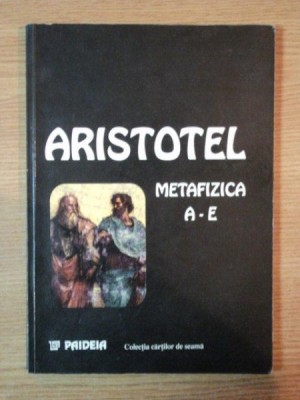 ARISTOTEL
METAFIZICA
A - E
PAIDEIA Colecţia cărţilor de seamă